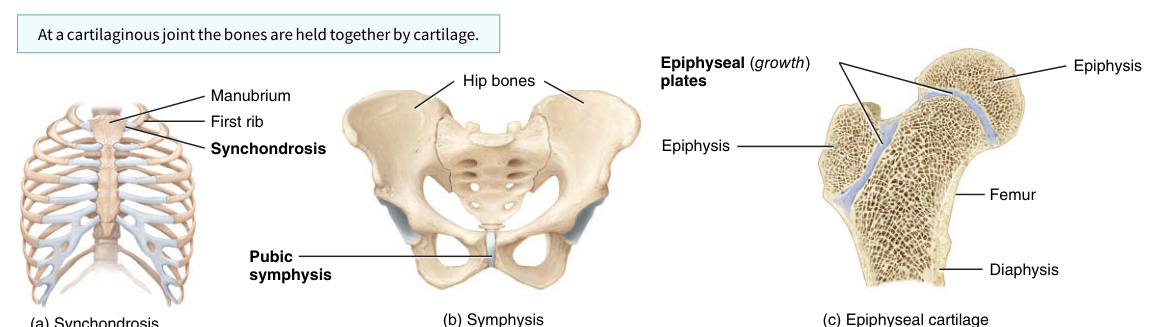 At a cartilaginous joint the bones are held together by cartilage.
Manubrium
First rib
Synchondrosis
(a) Synchondrosis
Hip bones
Pubic
symphysis
(b) Symphysis
Epiphyseal (growth)
plates
Epiphysis
Epiphysis
Femur
Diaphysis
(c) Epiphyseal cartilage